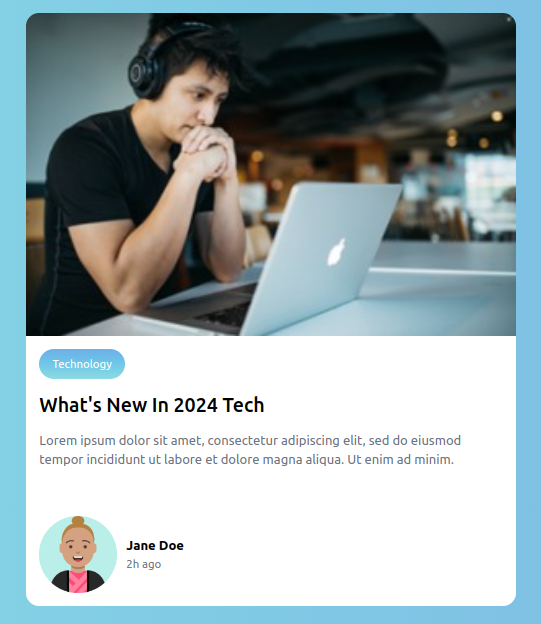 Technology
What's New In 2024 Tech
Lorem ipsum dolor sit amet, consectetur adipiscing elit, sed do eiusmod
tempor incididunt ut labore et dolore magna aliqua. Ut enim ad minim.
Jane Doe
2h ago